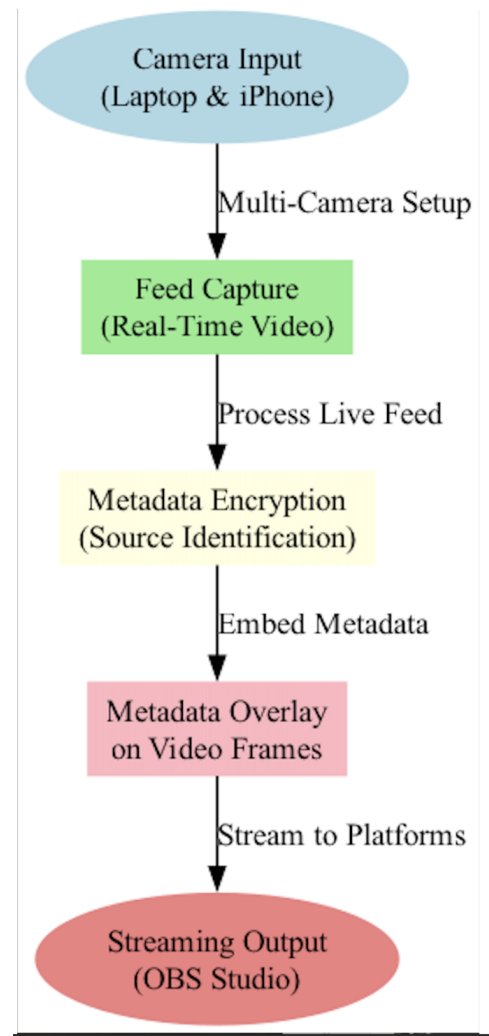 Camera Input
(Laptop & iPhone)
Multi-Camera Setup
Feed Capture
(Real-Time Video)
Process Live Feed
Metadata Encryption
(Source Identification)
Embed Metadata
Metadata Overlay
on Video Frames
Stream to Platforms
Streaming Output
(OBS Studio)